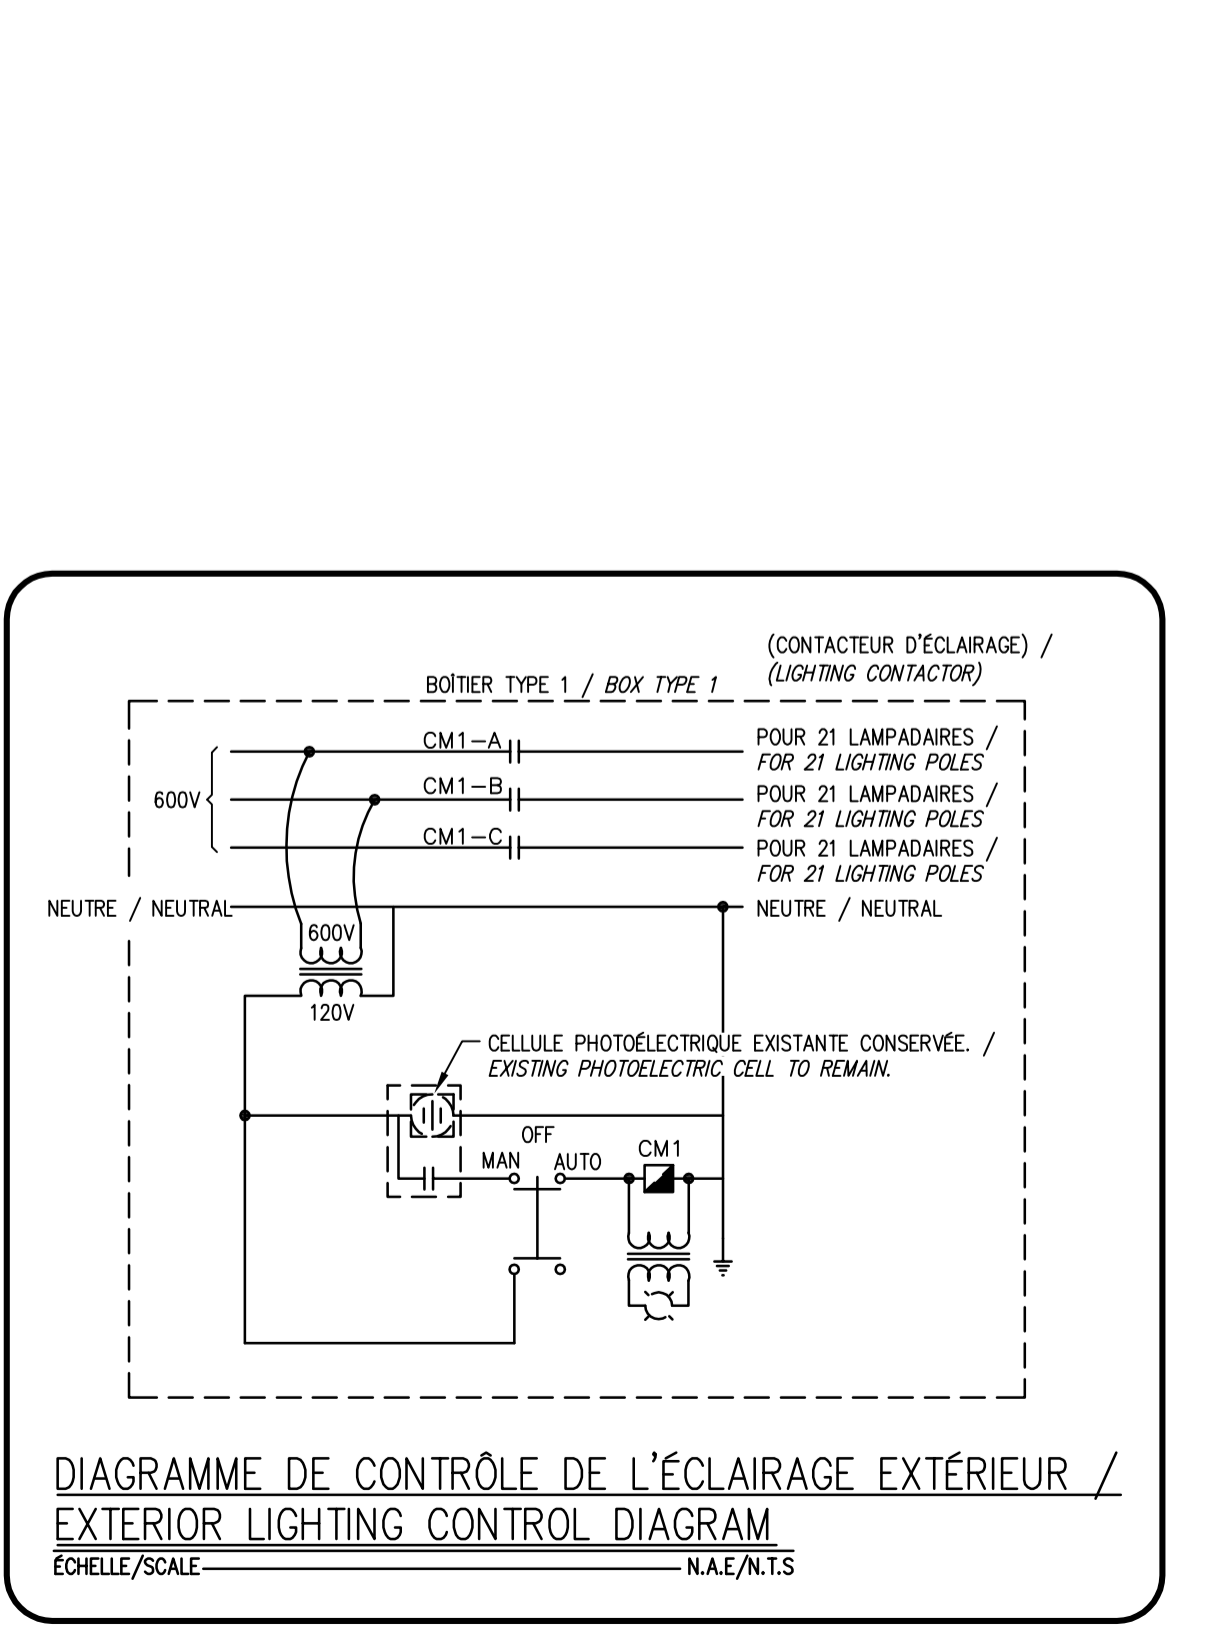 (CONTACTEUR D'ÉCLAIRAGE) /
(LIGHTING CONTACTOR)
BOÎTIER TYPE 1 / BOX TYPE 1
CM1-A
POUR 21 LAMPADAIRES /
FOR 21 LIGHTING POLES
600V
CM1-B
POUR 21 LAMPADAIRES /
FOR 21 LIGHTING POLES
CM1-C
POUR 21 LAMPADAIRES /
FOR 21 LIGHTING POLES
NEUTRE / NEUTRAL
NEUTRE / NEUTRAL
600V
120V
CELLULE PHOTOÉLECTRIQUE EXISTANTE CONSERVÉE. /
EXISTING PHOTOELECTRIC CELL TO REMAIN.
OFF
MAN
AUTO
CM1
DIAGRAMME DE CONTRÔLE DE L'ÉCLAIRAGE EXTÉRIEUR /
EXTERIOR LIGHTING CONTROL DIAGRAM
ÉCHELLE/SCALE N.A.E/N.T.S